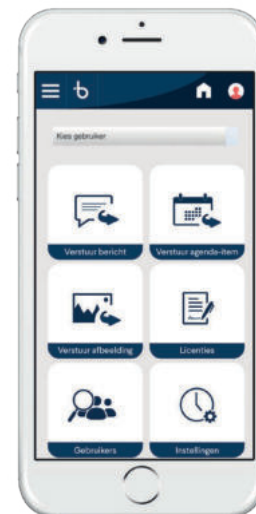 Kies gebruiker
Verstuur bericht
Verstuur agenda-item
Verstuur afbeelding
Licenties
Gebruikers
Instellingen